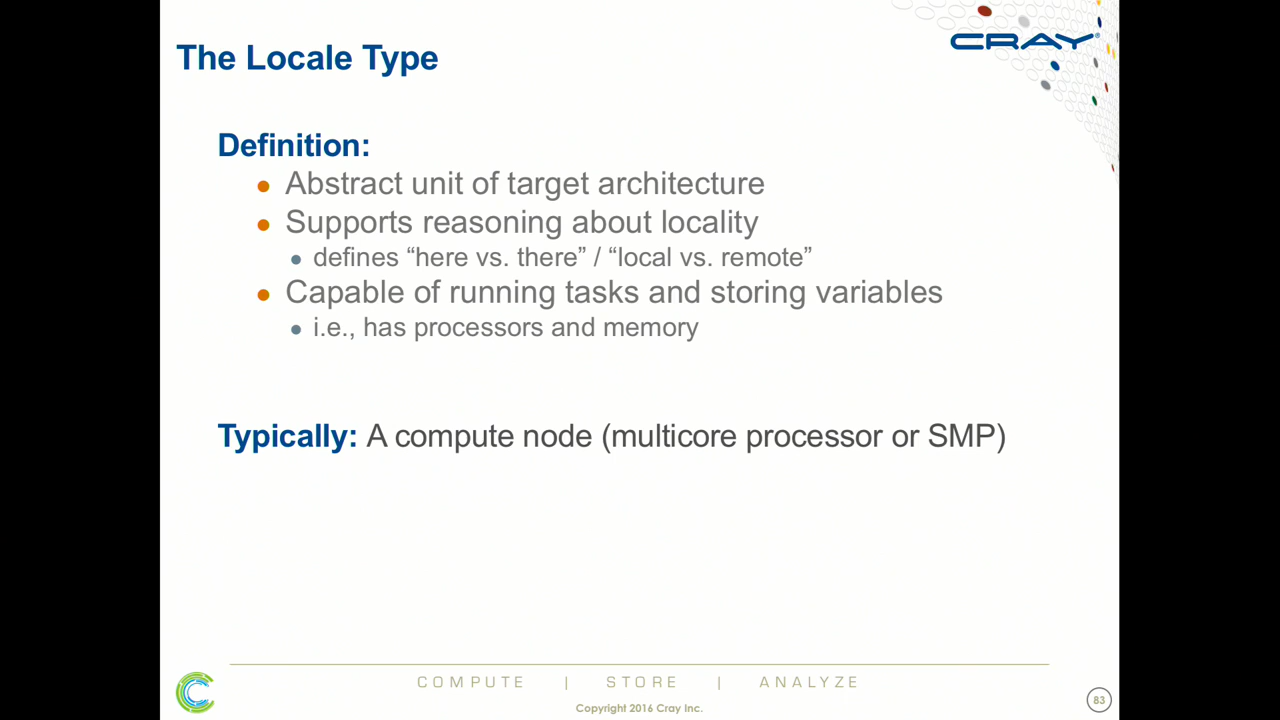 The Locale Type
CRAY®
Definition:
● Abstract unit of target architecture
● Supports reasoning about locality
● defines “here vs. there” / “local vs. remote”
● Capable of running tasks and storing variables
● i.e., has processors and memory
Typically: A compute node (multicore processor or SMP)
COMPUTE | STORE | ANALYZE
Copyright 2016 Cray Inc.
83